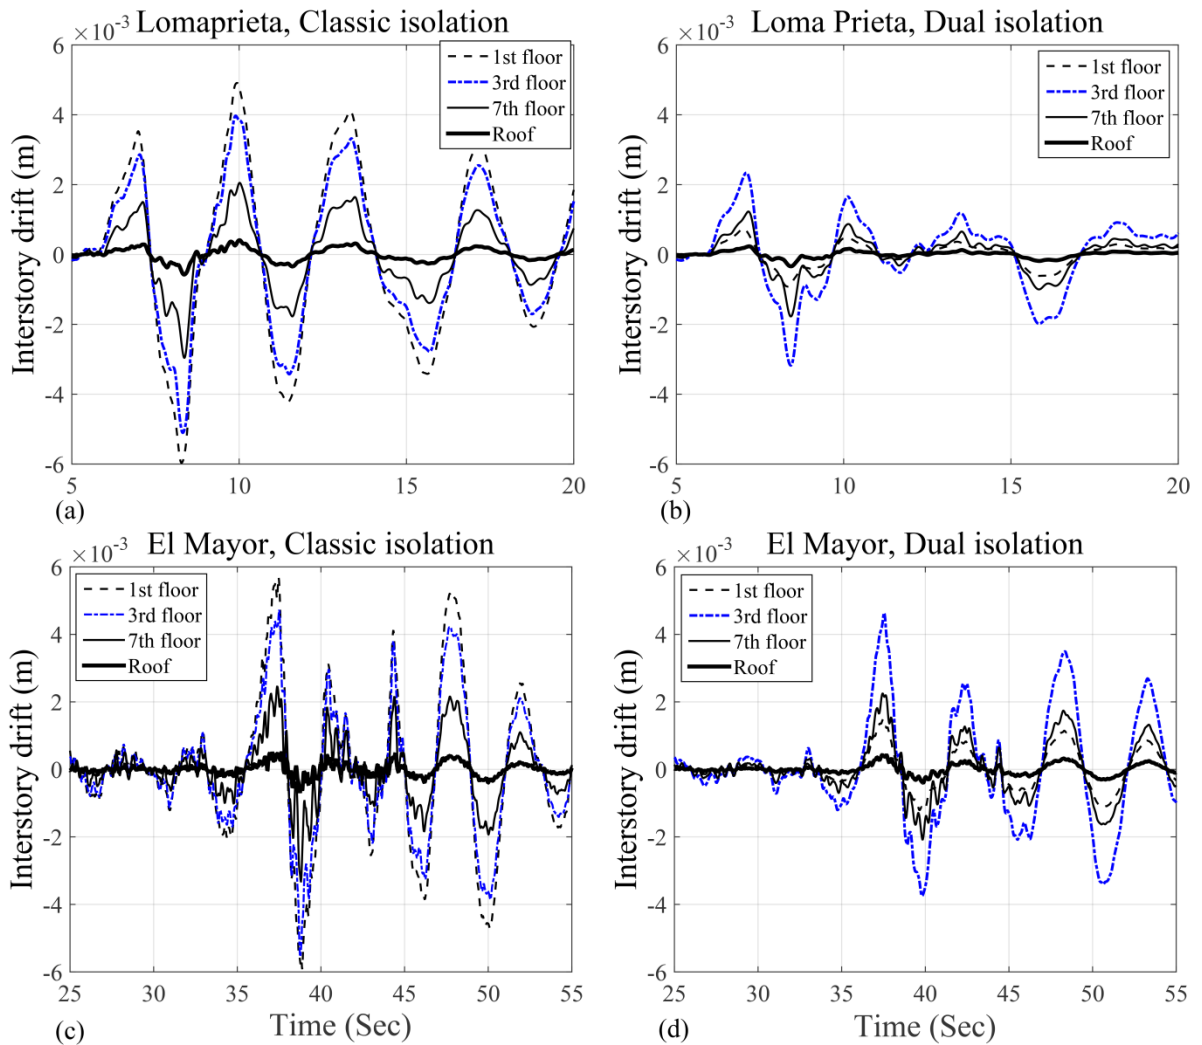 ×10⁻³ Lomaprieta, Classic isolation
6
4
2
0
-2
-4
-6
Interstory drift (m)
1st floor
3rd floor
7th floor
Roof
5 10 15 20
(a)
×10⁻³ Loma Prieta, Dual isolation
6
4
2
0
-2
-4
-6
Interstory drift (m)
1st floor
3rd floor
7th floor
Roof
5 10 15 20
(b)
×10⁻³ El Mayor, Classic isolation
6
4
2
0
-2
-4
-6
Interstory drift (m)
1st floor
3rd floor
7th floor
Roof
25 30 35 40 45 50 55
(c) Time (Sec)
×10⁻³ El Mayor, Dual isolation
6
4
2
0
-2
-4
-6
Interstory drift (m)
1st floor
3rd floor
7th floor
Roof
25 30 35 40 45 50 55
(d) Time (Sec)